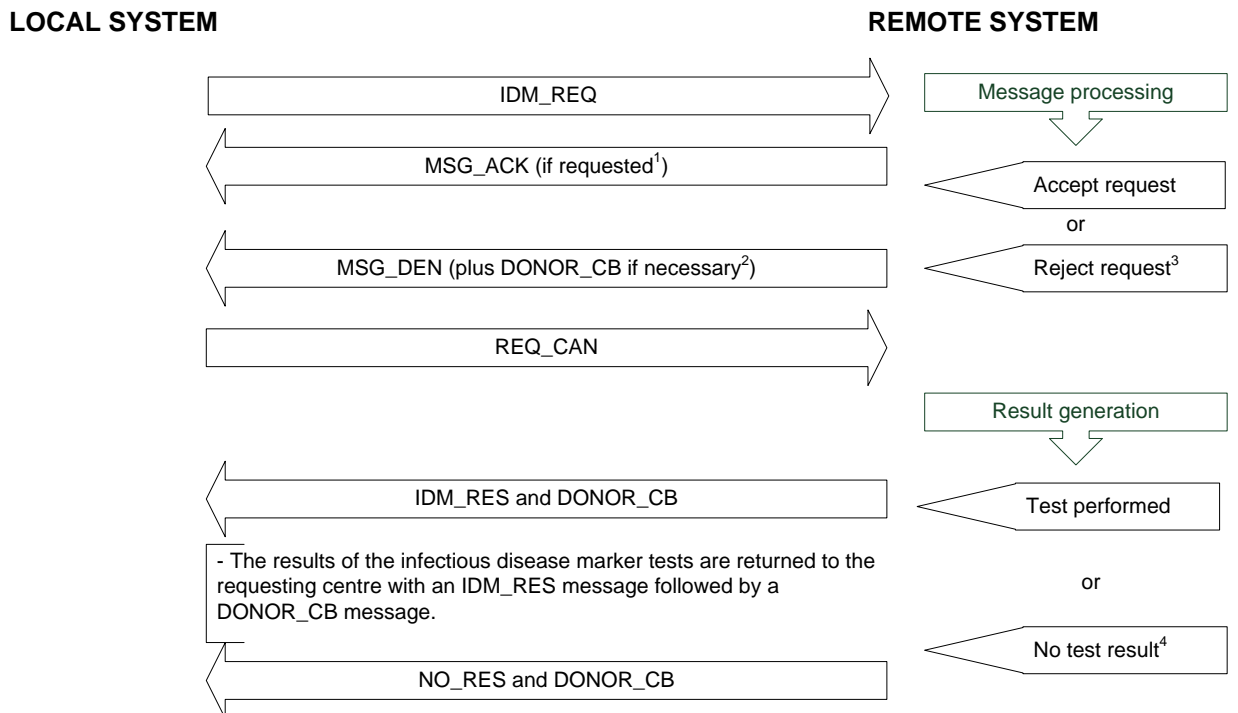 LOCAL SYSTEM
REMOTE SYSTEM
IDM_REQ
Message processing
MSG_ACK (if requested¹)
Accept request
or
MSG_DEN (plus DONOR_CB if necessary²)
Reject request³
REQ_CAN
Result generation
IDM_RES and DONOR_CB
Test performed
- The results of the infectious disease marker tests are returned to the
requesting centre with an IDM_RES message followed by a
DONOR_CB message.
or
No test result⁴
NO_RES and DONOR_CB